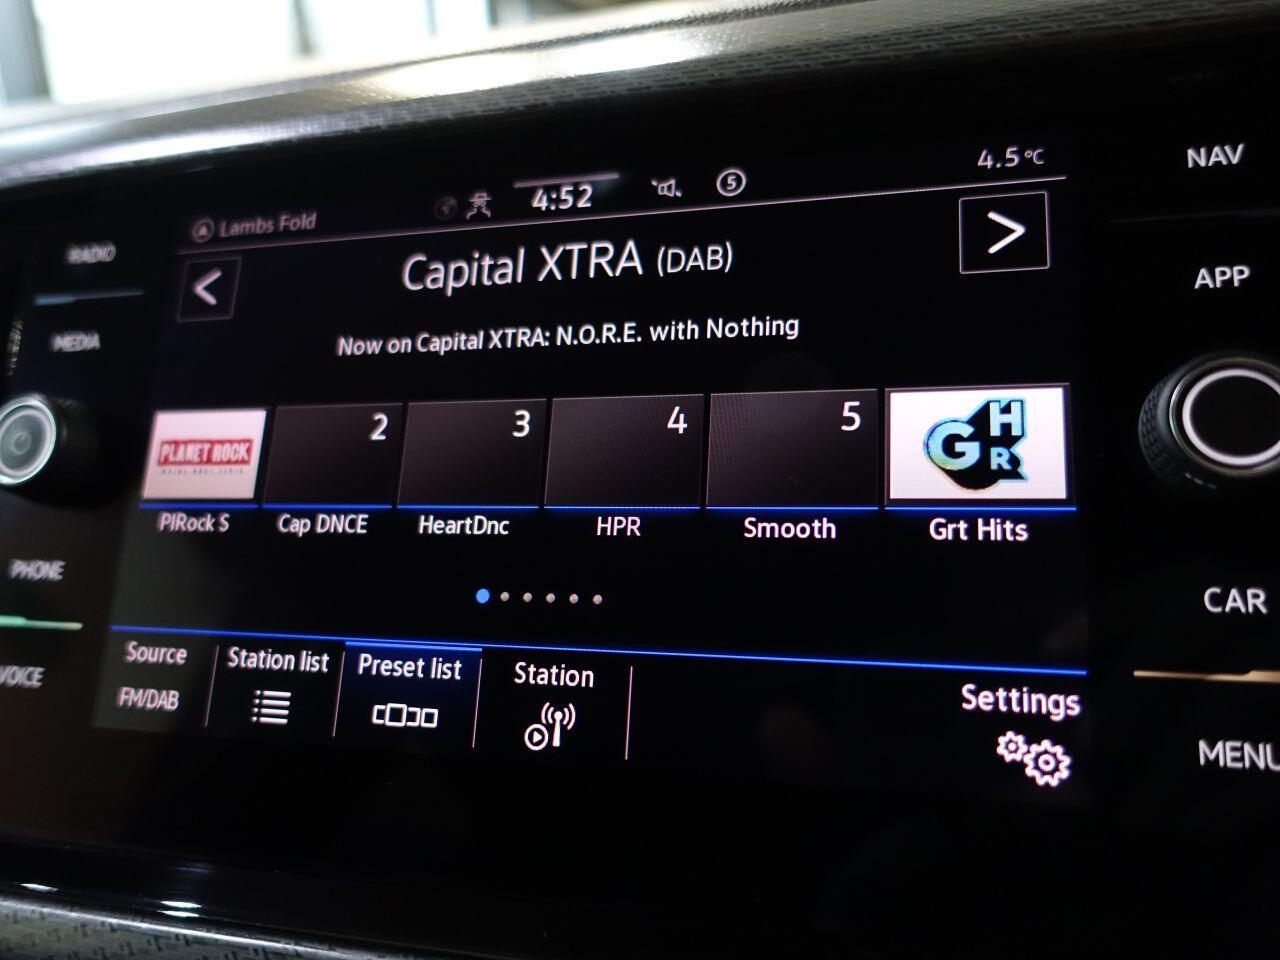 NAV
4.5°C
4:52
5
Lambs Fold
RADIO
Capital XTRA (DAB)
APP
MEDIA
Now on Capital XTRA: N.O.R.E. with Nothing
PLANET ROCK
2
3
4
5
GHR
PlRock S
Cap DNCE
HeartDnc
HPR
Smooth
Grt Hits
PHONE
CAR
VOICE
Source
FM/DAB
Station list
Preset list
Station
Settings
MENU